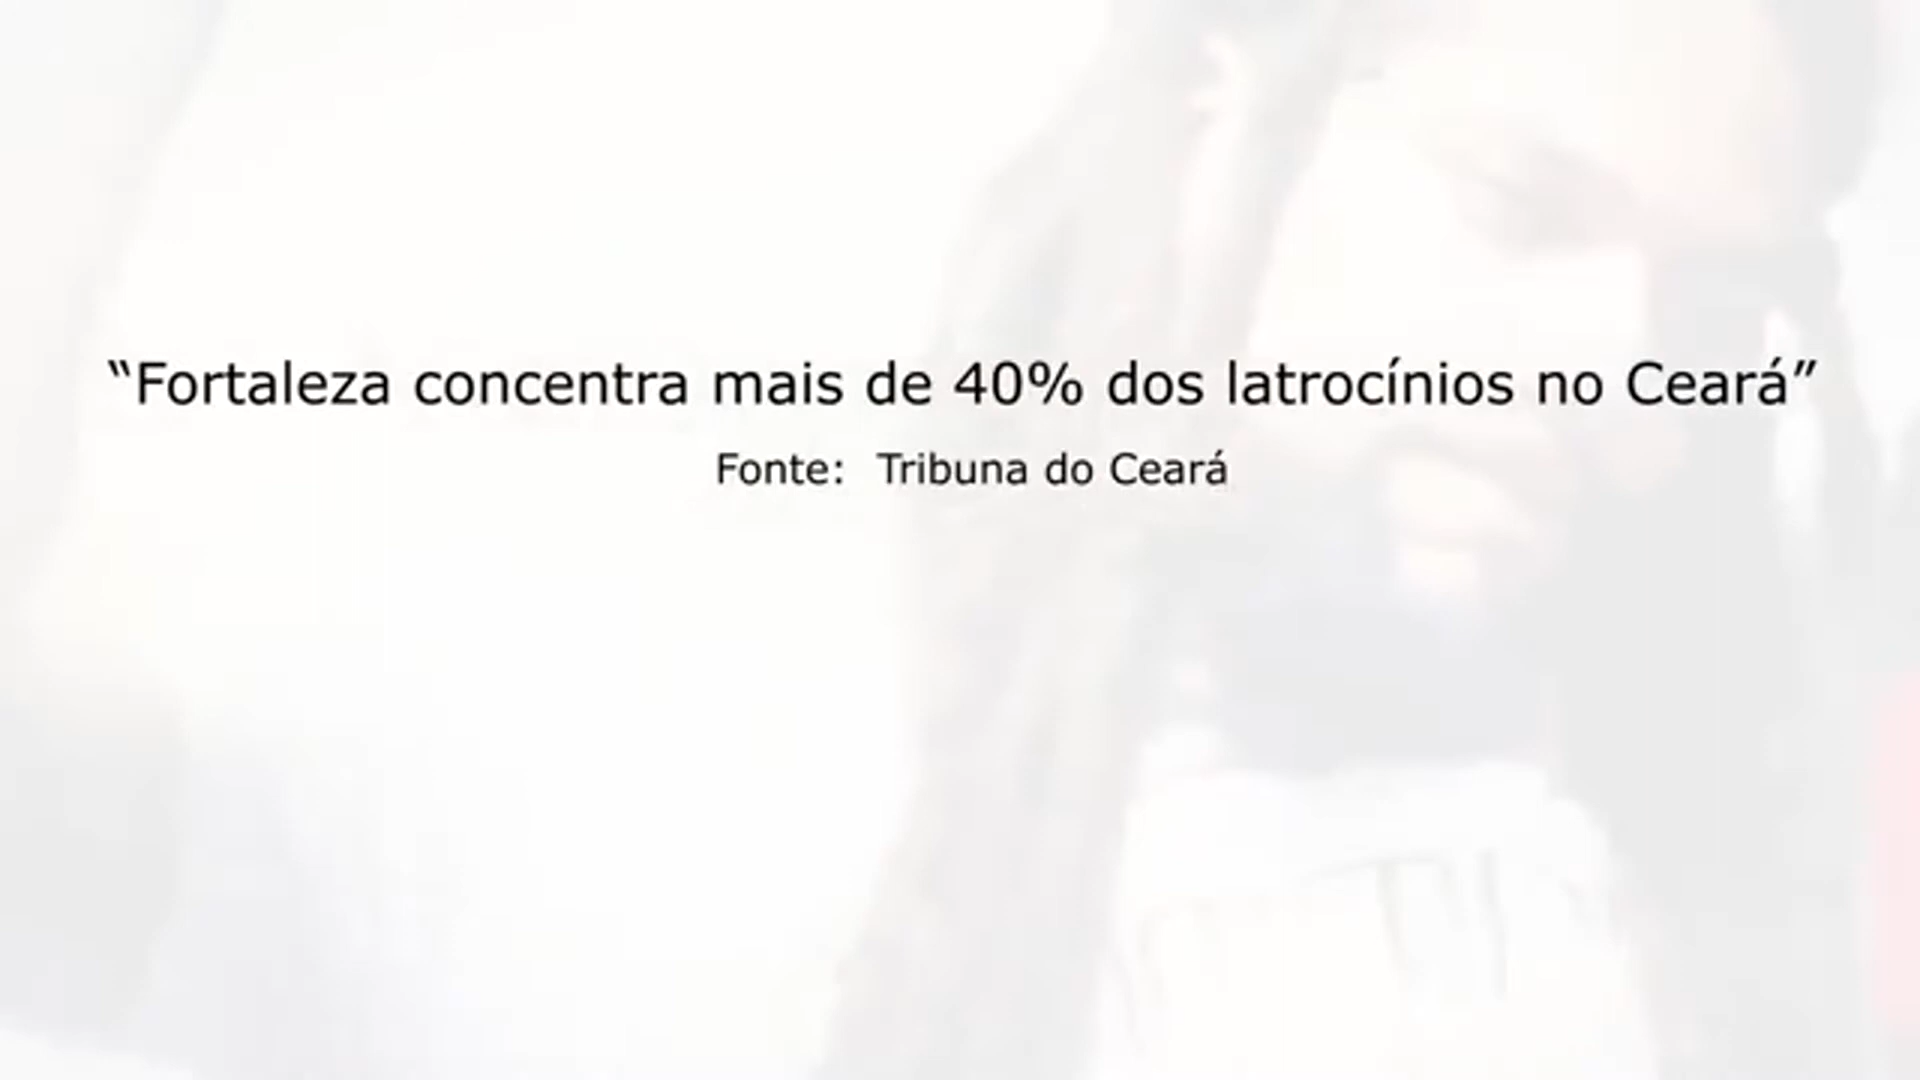 “Fortaleza concentra mais de 40% dos latrocínios no Ceará”
Fonte: Tribuna do Ceará